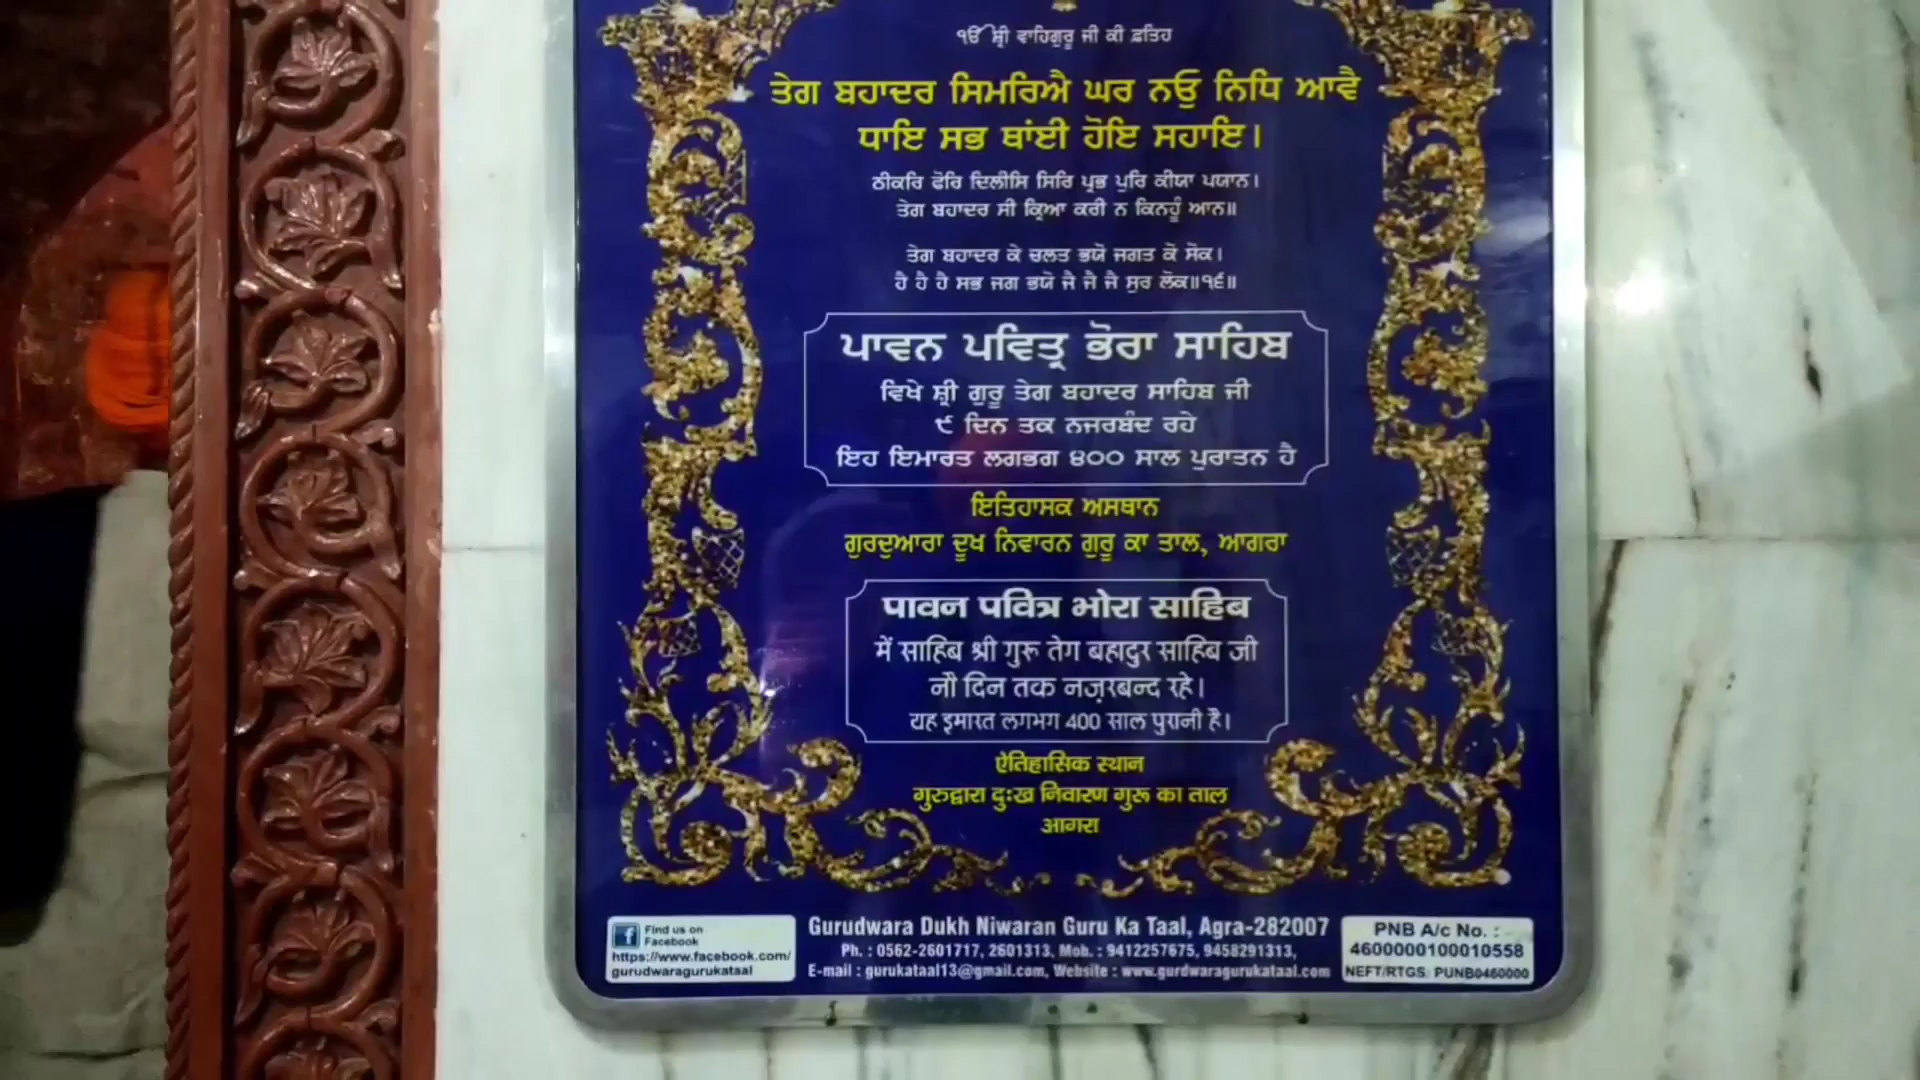 ੴ ਸ਼੍ਰੀ ਵਾਹਿਗੁਰੂ ਜੀ ਕੀ ਫ਼ਤਿਹ
ਤੇਗ ਬਹਾਦਰ ਸਿਮਰਿਐ ਘਰ ਨਓੁ ਨਿਧਿ ਆਵੈ
ਧਾਇ ਸਭ ਥਾਂਈ ਹੋਇ ਸਹਾਇ।
ਠੀਕਰਿ ਫੋਰਿ ਦਿਲੀਸਿ ਸਿਰਿ ਪ੍ਰਭ ਪੁਰਿ ਕੀਯਾ ਪਯਾਨ।
ਤੇਗ ਬਹਾਦਰ ਸੀ ਕ੍ਰਿਆ ਕਰੀ ਨ ਕਿਨਹੂੰ ਆਨ॥
ਤੇਗ ਬਹਾਦਰ ਕੇ ਚਲਤ ਭਯੋ ਜਗਤ ਕੋ ਸੋਕ।
ਹੈ ਹੈ ਹੈ ਸਭ ਜਗ ਭਯੋ ਜੈ ਜੈ ਜੈ ਸੁਰ ਲੋਕ॥੧੬॥
ਪਾਵਨ ਪਵਿਤ੍ਰ ਭੋਰਾ ਸਾਹਿਬ
ਵਿਖੇ ਸ਼੍ਰੀ ਗੁਰੂ ਤੇਗ ਬਹਾਦਰ ਸਾਹਿਬ ਜੀ
੯ ਦਿਨ ਤਕ ਨਜਰਬੰਦ ਰਹੇ
ਇਹ ਇਮਾਰਤ ਲਗਭਗ ੪੦੦ ਸਾਲ ਪੁਰਾਤਨ ਹੈ
ਇਤਿਹਾਸਕ ਅਸਥਾਨ
ਗੁਰਦੁਆਰਾ ਦੂਖ ਨਿਵਾਰਨ ਗੁਰੂ ਕਾ ਤਾਲ, ਆਗਰਾ
पावन पवित्र भोरा साहिब
में साहिब श्री गुरू तेग बहादुर साहिब जी
नौ दिन तक नज़रबन्द रहे।
यह इमारत लगभग 400 साल पुरानी है।
ऐतिहासिक स्थान
गुरुद्वारा दुःख निवारण गुरू का ताल
आगरा
Find us on
Facebook
https://www.facebook.com/
gurudwaragurukataal
Gurudwara Dukh Niwaran Guru Ka Taal, Agra-282007
Ph. : 0562-2601717, 2601313, Mob. : 9412257675, 9458291313,
E-mail : gurukataal13@gmail.com, Website : www.gurdwaragurukataal.com
PNB A/c No. :
4600000100010558
NEFT/RTGS: PUNB0460000